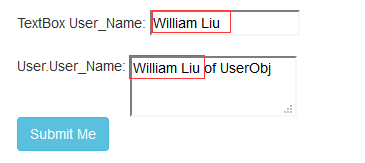 TextBox User_Name: William Liu
User.User_Name: William Liu of UserObj
Submit Me